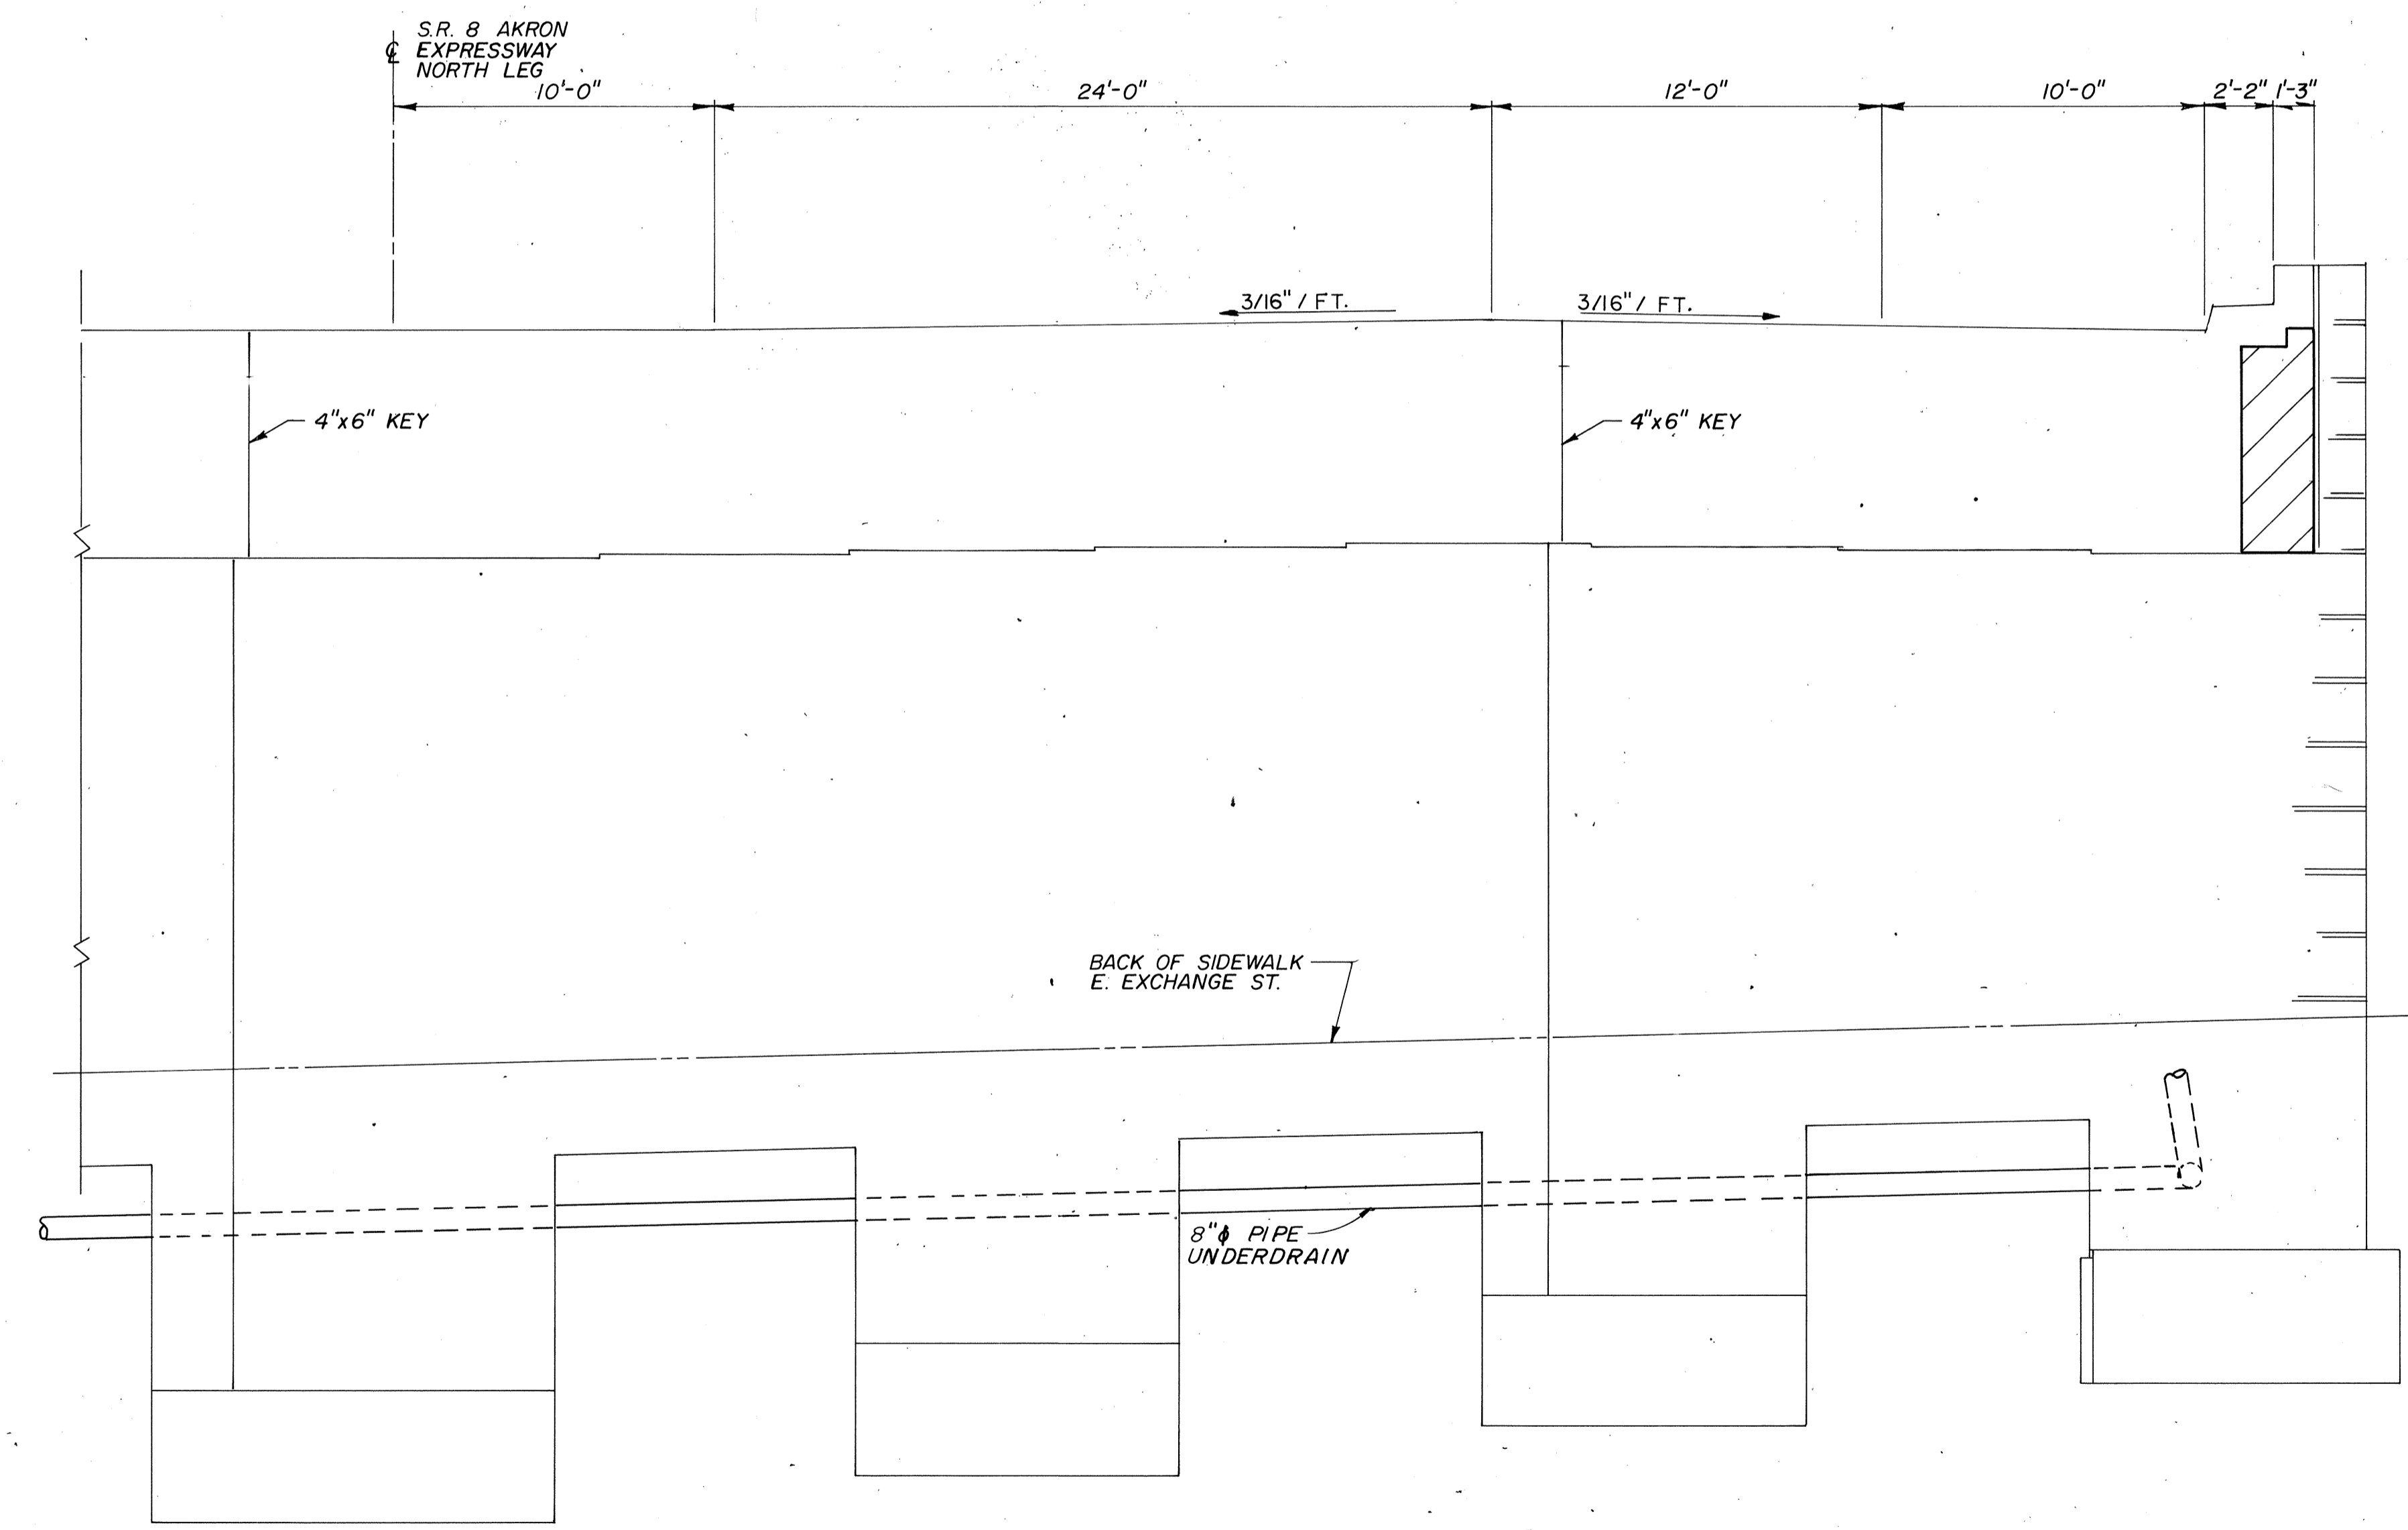 S.R. 8 AKRON
℄ EXPRESSWAY
NORTH LEG
10'-0"
24'-0"
12'-0"
10'-0"
2'-2"
1'-3"
3/16" / FT.
3/16" / FT.
4"x6" KEY
4"x6" KEY
BACK OF SIDEWALK
E. EXCHANGE ST.
8"ϕ PIPE
UNDERDRAIN